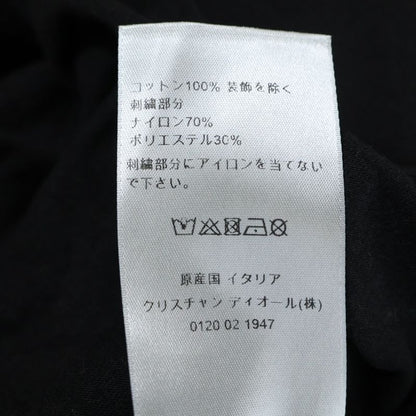 コットン100% 装飾を除く
刺繍部分
ナイロン70%
ポリエステル30%
刺繍部分にアイロンを当てない
で下さい。
原産国 イタリア
クリスチャン ディオール(株)
0120 02 1947